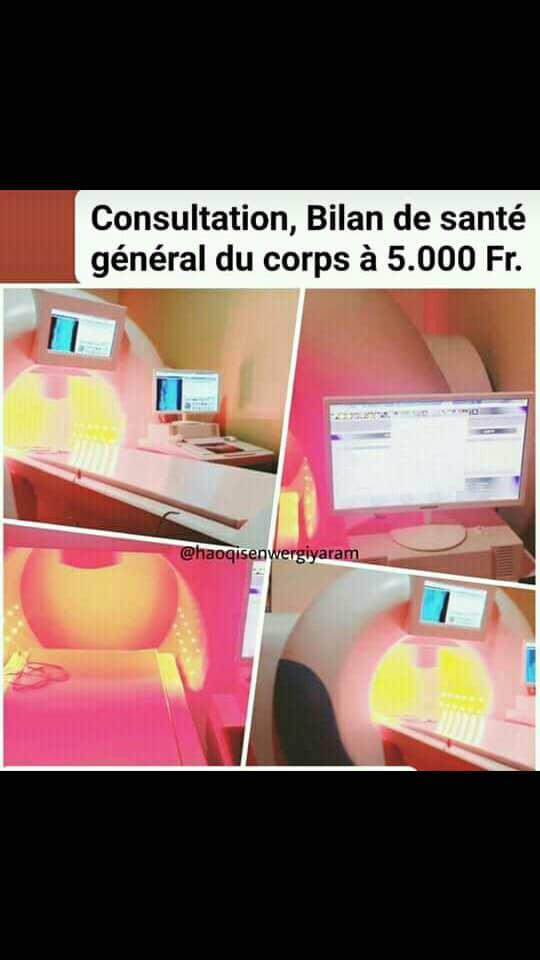 Consultation, Bilan de santé
général du corps à 5.000 Fr.
@haoqisenwergiyaram